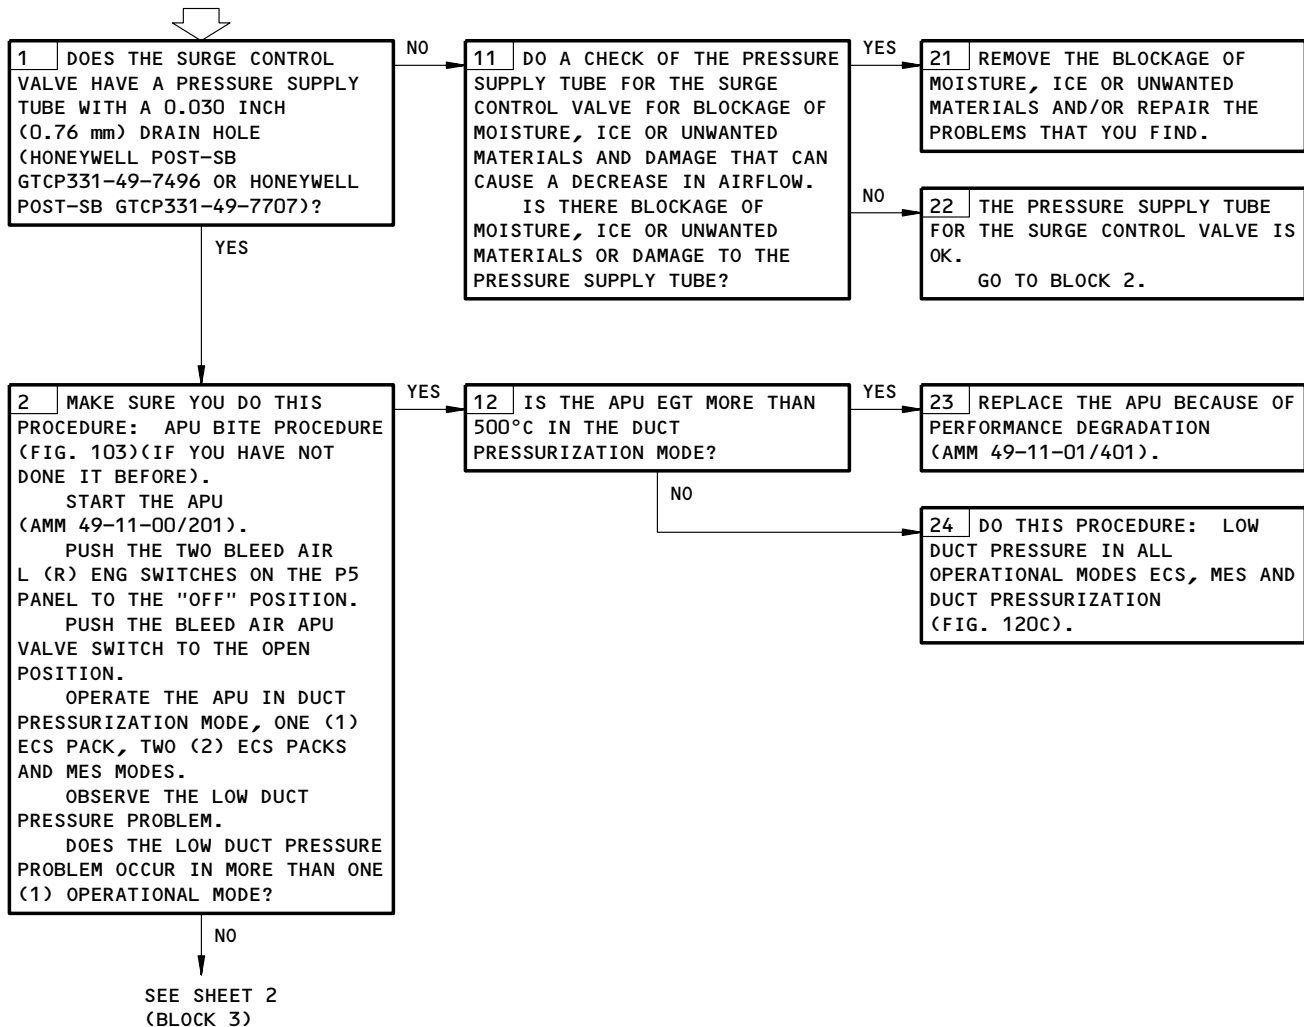 1 DOES THE SURGE CONTROL
VALVE HAVE A PRESSURE SUPPLY
TUBE WITH A 0.030 INCH
(0.76 mm) DRAIN HOLE
(HONEYWELL POST-SB
GTCP331-49-7496 OR HONEYWELL
POST-SB GTCP331-49-7707)?
NO
YES
11 DO A CHECK OF THE PRESSURE
SUPPLY TUBE FOR THE SURGE
CONTROL VALVE FOR BLOCKAGE OF
MOISTURE, ICE OR UNWANTED
MATERIALS AND DAMAGE THAT CAN
CAUSE A DECREASE IN AIRFLOW.
IS THERE BLOCKAGE OF
MOISTURE, ICE OR UNWANTED
MATERIALS OR DAMAGE TO THE
PRESSURE SUPPLY TUBE?
YES
21 REMOVE THE BLOCKAGE OF
MOISTURE, ICE OR UNWANTED
MATERIALS AND/OR REPAIR THE
PROBLEMS THAT YOU FIND.
NO
22 THE PRESSURE SUPPLY TUBE
FOR THE SURGE CONTROL VALVE IS
OK.
GO TO BLOCK 2.
2 MAKE SURE YOU DO THIS
PROCEDURE: APU BITE PROCEDURE
(FIG. 103)(IF YOU HAVE NOT
DONE IT BEFORE).
START THE APU
(AMM 49-11-00/201).
PUSH THE TWO BLEED AIR
L (R) ENG SWITCHES ON THE P5
PANEL TO THE "OFF" POSITION.
PUSH THE BLEED AIR APU
VALVE SWITCH TO THE OPEN
POSITION.
OPERATE THE APU IN DUCT
PRESSURIZATION MODE, ONE (1)
ECS PACK, TWO (2) ECS PACKS
AND MES MODES.
OBSERVE THE LOW DUCT
PRESSURE PROBLEM.
DOES THE LOW DUCT PRESSURE
PROBLEM OCCUR IN MORE THAN ONE
(1) OPERATIONAL MODE?
YES
12 IS THE APU EGT MORE THAN
500°C IN THE DUCT
PRESSURIZATION MODE?
YES
23 REPLACE THE APU BECAUSE OF
PERFORMANCE DEGRADATION
(AMM 49-11-01/401).
NO
24 DO THIS PROCEDURE: LOW
DUCT PRESSURE IN ALL
OPERATIONAL MODES ECS, MES AND
DUCT PRESSURIZATION
(FIG. 120C).
NO
SEE SHEET 2
(BLOCK 3)